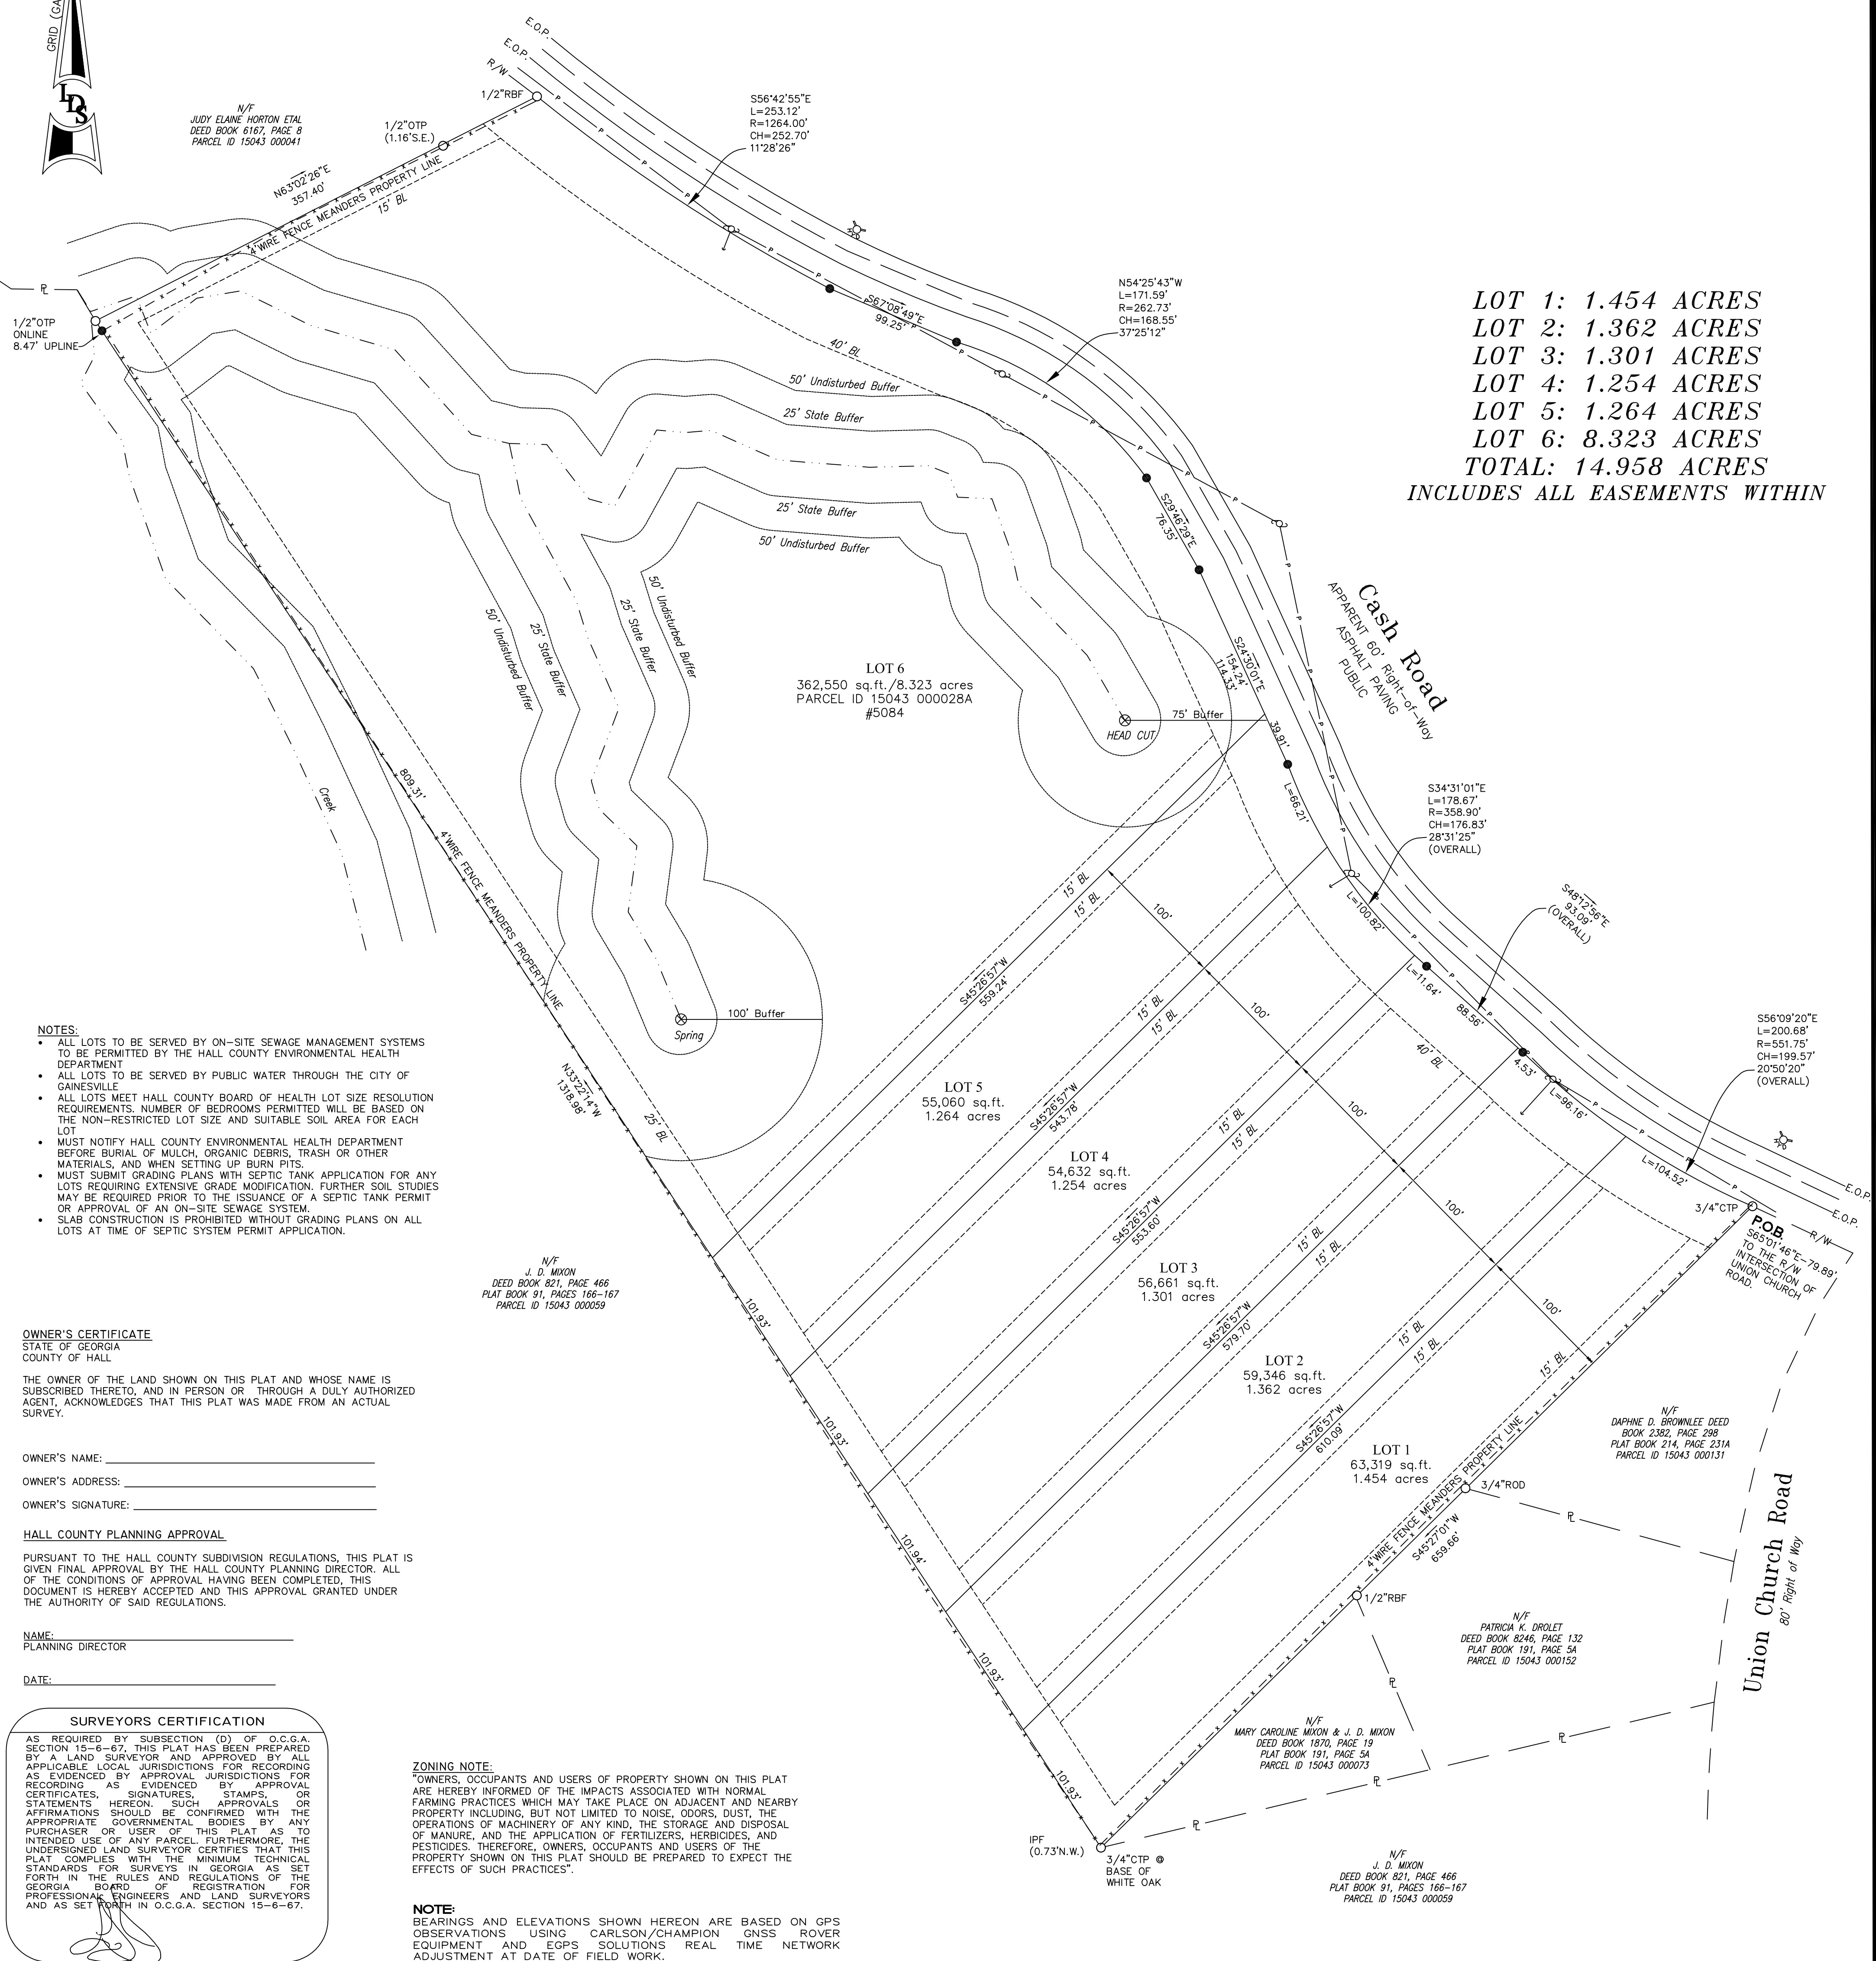 GRID (GA
LDS
N/F
JUDY ELAINE HORTON ETAL
DEED BOOK 6167, PAGE 8
PARCEL ID 15043 000041
1/2"RBF
1/2"OTP
(1.16'S.E.)
N63°02'26"E
357.40'
4'WIRE FENCE MEANDERS PROPERTY LINE
15' BL
E.O.P.
E.O.P.
R/W
S56°42'55"E
L=253.12'
R=1264.00'
CH=252.70'
11°28'26"
S67°08'49"E
99.25'
N54°25'43"W
L=171.59'
R=262.73'
CH=168.55'
37°25'12"
LOT 1: 1.454 ACRES
LOT 2: 1.362 ACRES
LOT 3: 1.301 ACRES
LOT 4: 1.254 ACRES
LOT 5: 1.264 ACRES
LOT 6: 8.323 ACRES
TOTAL: 14.958 ACRES
INCLUDES ALL EASEMENTS WITHIN
1/2"OTP
ONLINE
8.47' UPLINE
40' BL
50' Undisturbed Buffer
25' State Buffer
25' State Buffer
50' Undisturbed Buffer
50' Undisturbed Buffer
25' State Buffer
25' State Buffer
50' Undisturbed Buffer
S29°46'29"E
76.35'
Cash Road
APPARENT 60' Right-of-Way
ASPHALT PAVING
PUBLIC
S24°30'01"E
154.24'
114.33'
39.91'
L=66.21'
LOT 6
362,550 sq.ft./8.323 acres
PARCEL ID 15043 000028A
#5084
75' Buffer
HEAD CUT
Creek
809.31'
4'WIRE FENCE MEANDERS PROPERTY LINE
S34°31'01"E
L=178.67'
R=358.90'
CH=176.83'
28°31'25"
(OVERALL)
L=100.82'
L=11.64'
S48°12'56"E
93.09'
(OVERALL)
88.56'
4.53'
L=96.16'
L=104.52'
S56°09'20"E
L=200.68'
R=551.75'
CH=199.57'
20°50'20"
(OVERALL)
E.O.P.
E.O.P.
R/W
3/4"CTP
P.O.B.
S65°01'46"E-79.89'
TO THE R/W
INTERSECTION OF
UNION CHURCH
ROAD.
100' Buffer
Spring
N33°22'14"W
1318.98'
25' BL
15' BL
15' BL
100'
S45°26'57"W
559.24'
15' BL
15' BL
100'
40' BL
LOT 5
55,060 sq.ft.
1.264 acres
S45°26'57"W
543.78'
15' BL
15' BL
100'
LOT 4
54,632 sq.ft.
1.254 acres
S45°26'57"W
553.60'
15' BL
15' BL
100'
LOT 3
56,661 sq.ft.
1.301 acres
S45°26'57"W
579.70'
15' BL
15' BL
100'
LOT 2
59,346 sq.ft.
1.362 acres
S45°26'57"W
610.09'
15' BL
LOT 1
63,319 sq.ft.
1.454 acres
4'WIRE FENCE MEANDERS PROPERTY LINE
S45°27'01"W
659.66'
3/4"ROD
1/2"RBF
101.93'
101.93'
101.94'
101.93'
101.93'
N/F
DAPHNE D. BROWNLEE DEED
BOOK 2382, PAGE 298
PLAT BOOK 214, PAGE 231A
PARCEL ID 15043 000131
N/F
PATRICIA K. DROLET
DEED BOOK 8246, PAGE 132
PLAT BOOK 191, PAGE 5A
PARCEL ID 15043 000152
Union Church Road
80' Right of Way
N/F
MARY CAROLINE MIXON & J. D. MIXON
DEED BOOK 1870, PAGE 19
PLAT BOOK 191, PAGE 5A
PARCEL ID 15043 000073
N/F
J. D. MIXON
DEED BOOK 821, PAGE 466
PLAT BOOK 91, PAGES 166-167
PARCEL ID 15043 000059
IPF
(0.73'N.W.)
3/4"CTP @
BASE OF
WHITE OAK
N/F
J. D. MIXON
DEED BOOK 821, PAGE 466
PLAT BOOK 91, PAGES 166-167
PARCEL ID 15043 000059
NOTES:
• ALL LOTS TO BE SERVED BY ON-SITE SEWAGE MANAGEMENT SYSTEMS
TO BE PERMITTED BY THE HALL COUNTY ENVIRONMENTAL HEALTH
DEPARTMENT
• ALL LOTS TO BE SERVED BY PUBLIC WATER THROUGH THE CITY OF
GAINESVILLE
• ALL LOTS MEET HALL COUNTY BOARD OF HEALTH LOT SIZE RESOLUTION
REQUIREMENTS. NUMBER OF BEDROOMS PERMITTED WILL BE BASED ON
THE NON-RESTRICTED LOT SIZE AND SUITABLE SOIL AREA FOR EACH
LOT
• MUST NOTIFY HALL COUNTY ENVIRONMENTAL HEALTH DEPARTMENT
BEFORE BURIAL OF MULCH, ORGANIC DEBRIS, TRASH OR OTHER
MATERIALS, AND WHEN SETTING UP BURN PITS.
• MUST SUBMIT GRADING PLANS WITH SEPTIC TANK APPLICATION FOR ANY
LOTS REQUIRING EXTENSIVE GRADE MODIFICATION. FURTHER SOIL STUDIES
MAY BE REQUIRED PRIOR TO THE ISSUANCE OF A SEPTIC TANK PERMIT
OR APPROVAL OF AN ON-SITE SEWAGE SYSTEM.
• SLAB CONSTRUCTION IS PROHIBITED WITHOUT GRADING PLANS ON ALL
LOTS AT TIME OF SEPTIC SYSTEM PERMIT APPLICATION.
OWNER'S CERTIFICATE
STATE OF GEORGIA
COUNTY OF HALL
THE OWNER OF THE LAND SHOWN ON THIS PLAT AND WHOSE NAME IS
SUBSCRIBED THERETO, AND IN PERSON OR THROUGH A DULY AUTHORIZED
AGENT, ACKNOWLEDGES THAT THIS PLAT WAS MADE FROM AN ACTUAL
SURVEY.
OWNER'S NAME:
OWNER'S ADDRESS:
OWNER'S SIGNATURE:
HALL COUNTY PLANNING APPROVAL
PURSUANT TO THE HALL COUNTY SUBDIVISION REGULATIONS, THIS PLAT IS
GIVEN FINAL APPROVAL BY THE HALL COUNTY PLANNING DIRECTOR. ALL
OF THE CONDITIONS OF APPROVAL HAVING BEEN COMPLETED, THIS
DOCUMENT IS HEREBY ACCEPTED AND THIS APPROVAL GRANTED UNDER
THE AUTHORITY OF SAID REGULATIONS.
NAME:
PLANNING DIRECTOR
DATE:
SURVEYORS CERTIFICATION
AS REQUIRED BY SUBSECTION (D) OF O.C.G.A.
SECTION 15-6-67, THIS PLAT HAS BEEN PREPARED
BY A LAND SURVEYOR AND APPROVED BY ALL
APPLICABLE LOCAL JURISDICTIONS FOR RECORDING
AS EVIDENCED BY APPROVAL JURISDICTIONS FOR
RECORDING AS EVIDENCED BY APPROVAL
CERTIFICATES, SIGNATURES, STAMPS, OR
STATEMENTS HEREON. SUCH APPROVALS OR
AFFIRMATIONS SHOULD BE CONFIRMED WITH THE
APPROPRIATE GOVERNMENTAL BODIES BY ANY
PURCHASER OR USER OF THIS PLAT AS TO
INTENDED USE OF ANY PARCEL. FURTHERMORE, THE
UNDERSIGNED LAND SURVEYOR CERTIFIES THAT THIS
PLAT COMPLIES WITH THE MINIMUM TECHNICAL
STANDARDS FOR SURVEYS IN GEORGIA AS SET
FORTH IN THE RULES AND REGULATIONS OF THE
GEORGIA BOARD OF REGISTRATION FOR
PROFESSIONAL ENGINEERS AND LAND SURVEYORS
AND AS SET FORTH IN O.C.G.A. SECTION 15-6-67.
ZONING NOTE:
"OWNERS, OCCUPANTS AND USERS OF PROPERTY SHOWN ON THIS PLAT
ARE HEREBY INFORMED OF THE IMPACTS ASSOCIATED WITH NORMAL
FARMING PRACTICES WHICH MAY TAKE PLACE ON ADJACENT AND NEARBY
PROPERTY INCLUDING, BUT NOT LIMITED TO NOISE, ODORS, DUST, THE
OPERATIONS OF MACHINERY OF ANY KIND, THE STORAGE AND DISPOSAL
OF MANURE, AND THE APPLICATION OF FERTILIZERS, HERBICIDES, AND
PESTICIDES. THEREFORE, OWNERS, OCCUPANTS AND USERS OF THE
PROPERTY SHOWN ON THIS PLAT SHOULD BE PREPARED TO EXPECT THE
EFFECTS OF SUCH PRACTICES".
NOTE:
BEARINGS AND ELEVATIONS SHOWN HEREON ARE BASED ON GPS
OBSERVATIONS USING CARLSON/CHAMPION GNSS ROVER
EQUIPMENT AND EGPS SOLUTIONS REAL TIME NETWORK
ADJUSTMENT AT DATE OF FIELD WORK.